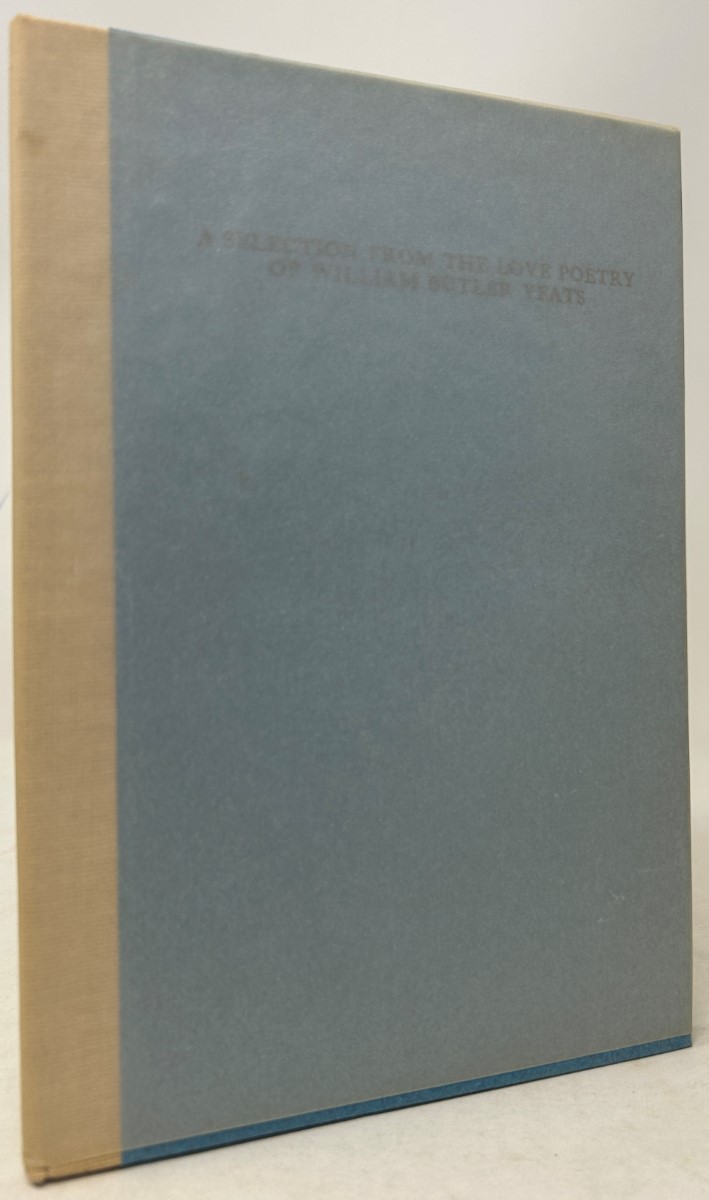 A SELECTION FROM THE LOVE POETRY
OF WILLIAM BUTLER YEATS